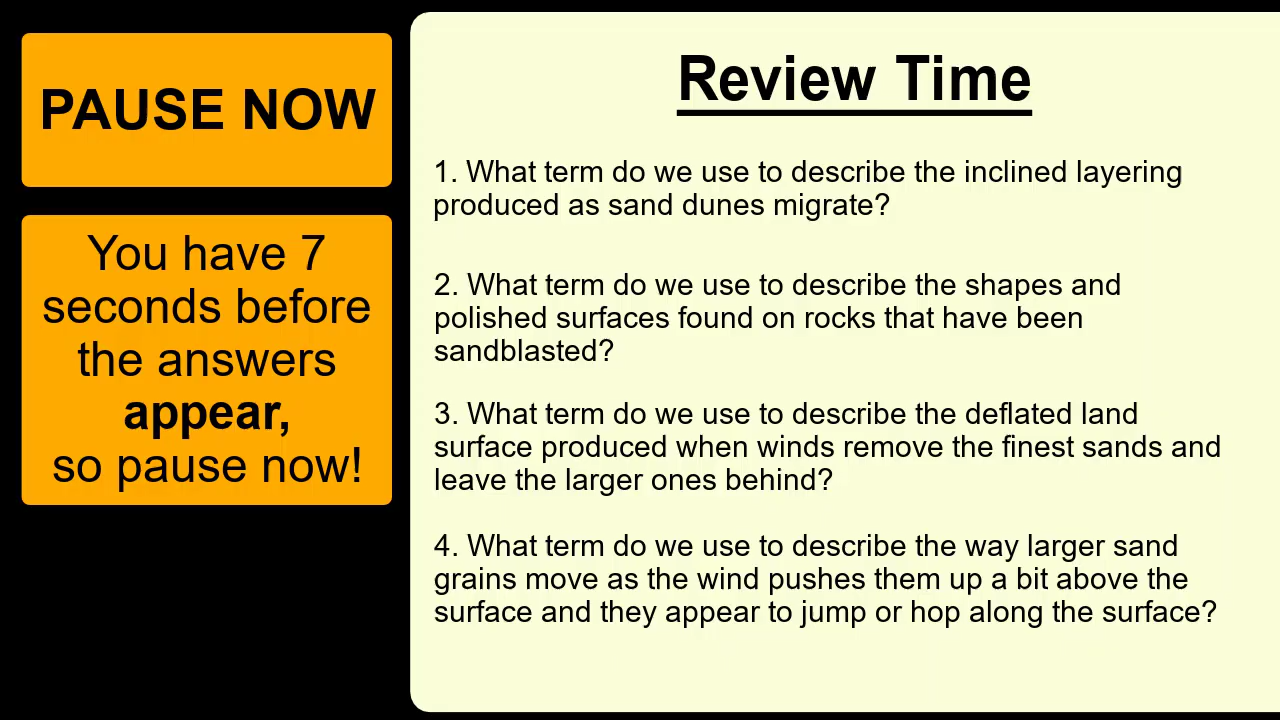 PAUSE NOW
You have 7
seconds before
the answers
appear,
so pause now!
Review Time
1. What term do we use to describe the inclined layering
produced as sand dunes migrate?
2. What term do we use to describe the shapes and
polished surfaces found on rocks that have been
sandblasted?
3. What term do we use to describe the deflated land
surface produced when winds remove the finest sands and
leave the larger ones behind?
4. What term do we use to describe the way larger sand
grains move as the wind pushes them up a bit above the
surface and they appear to jump or hop along the surface?